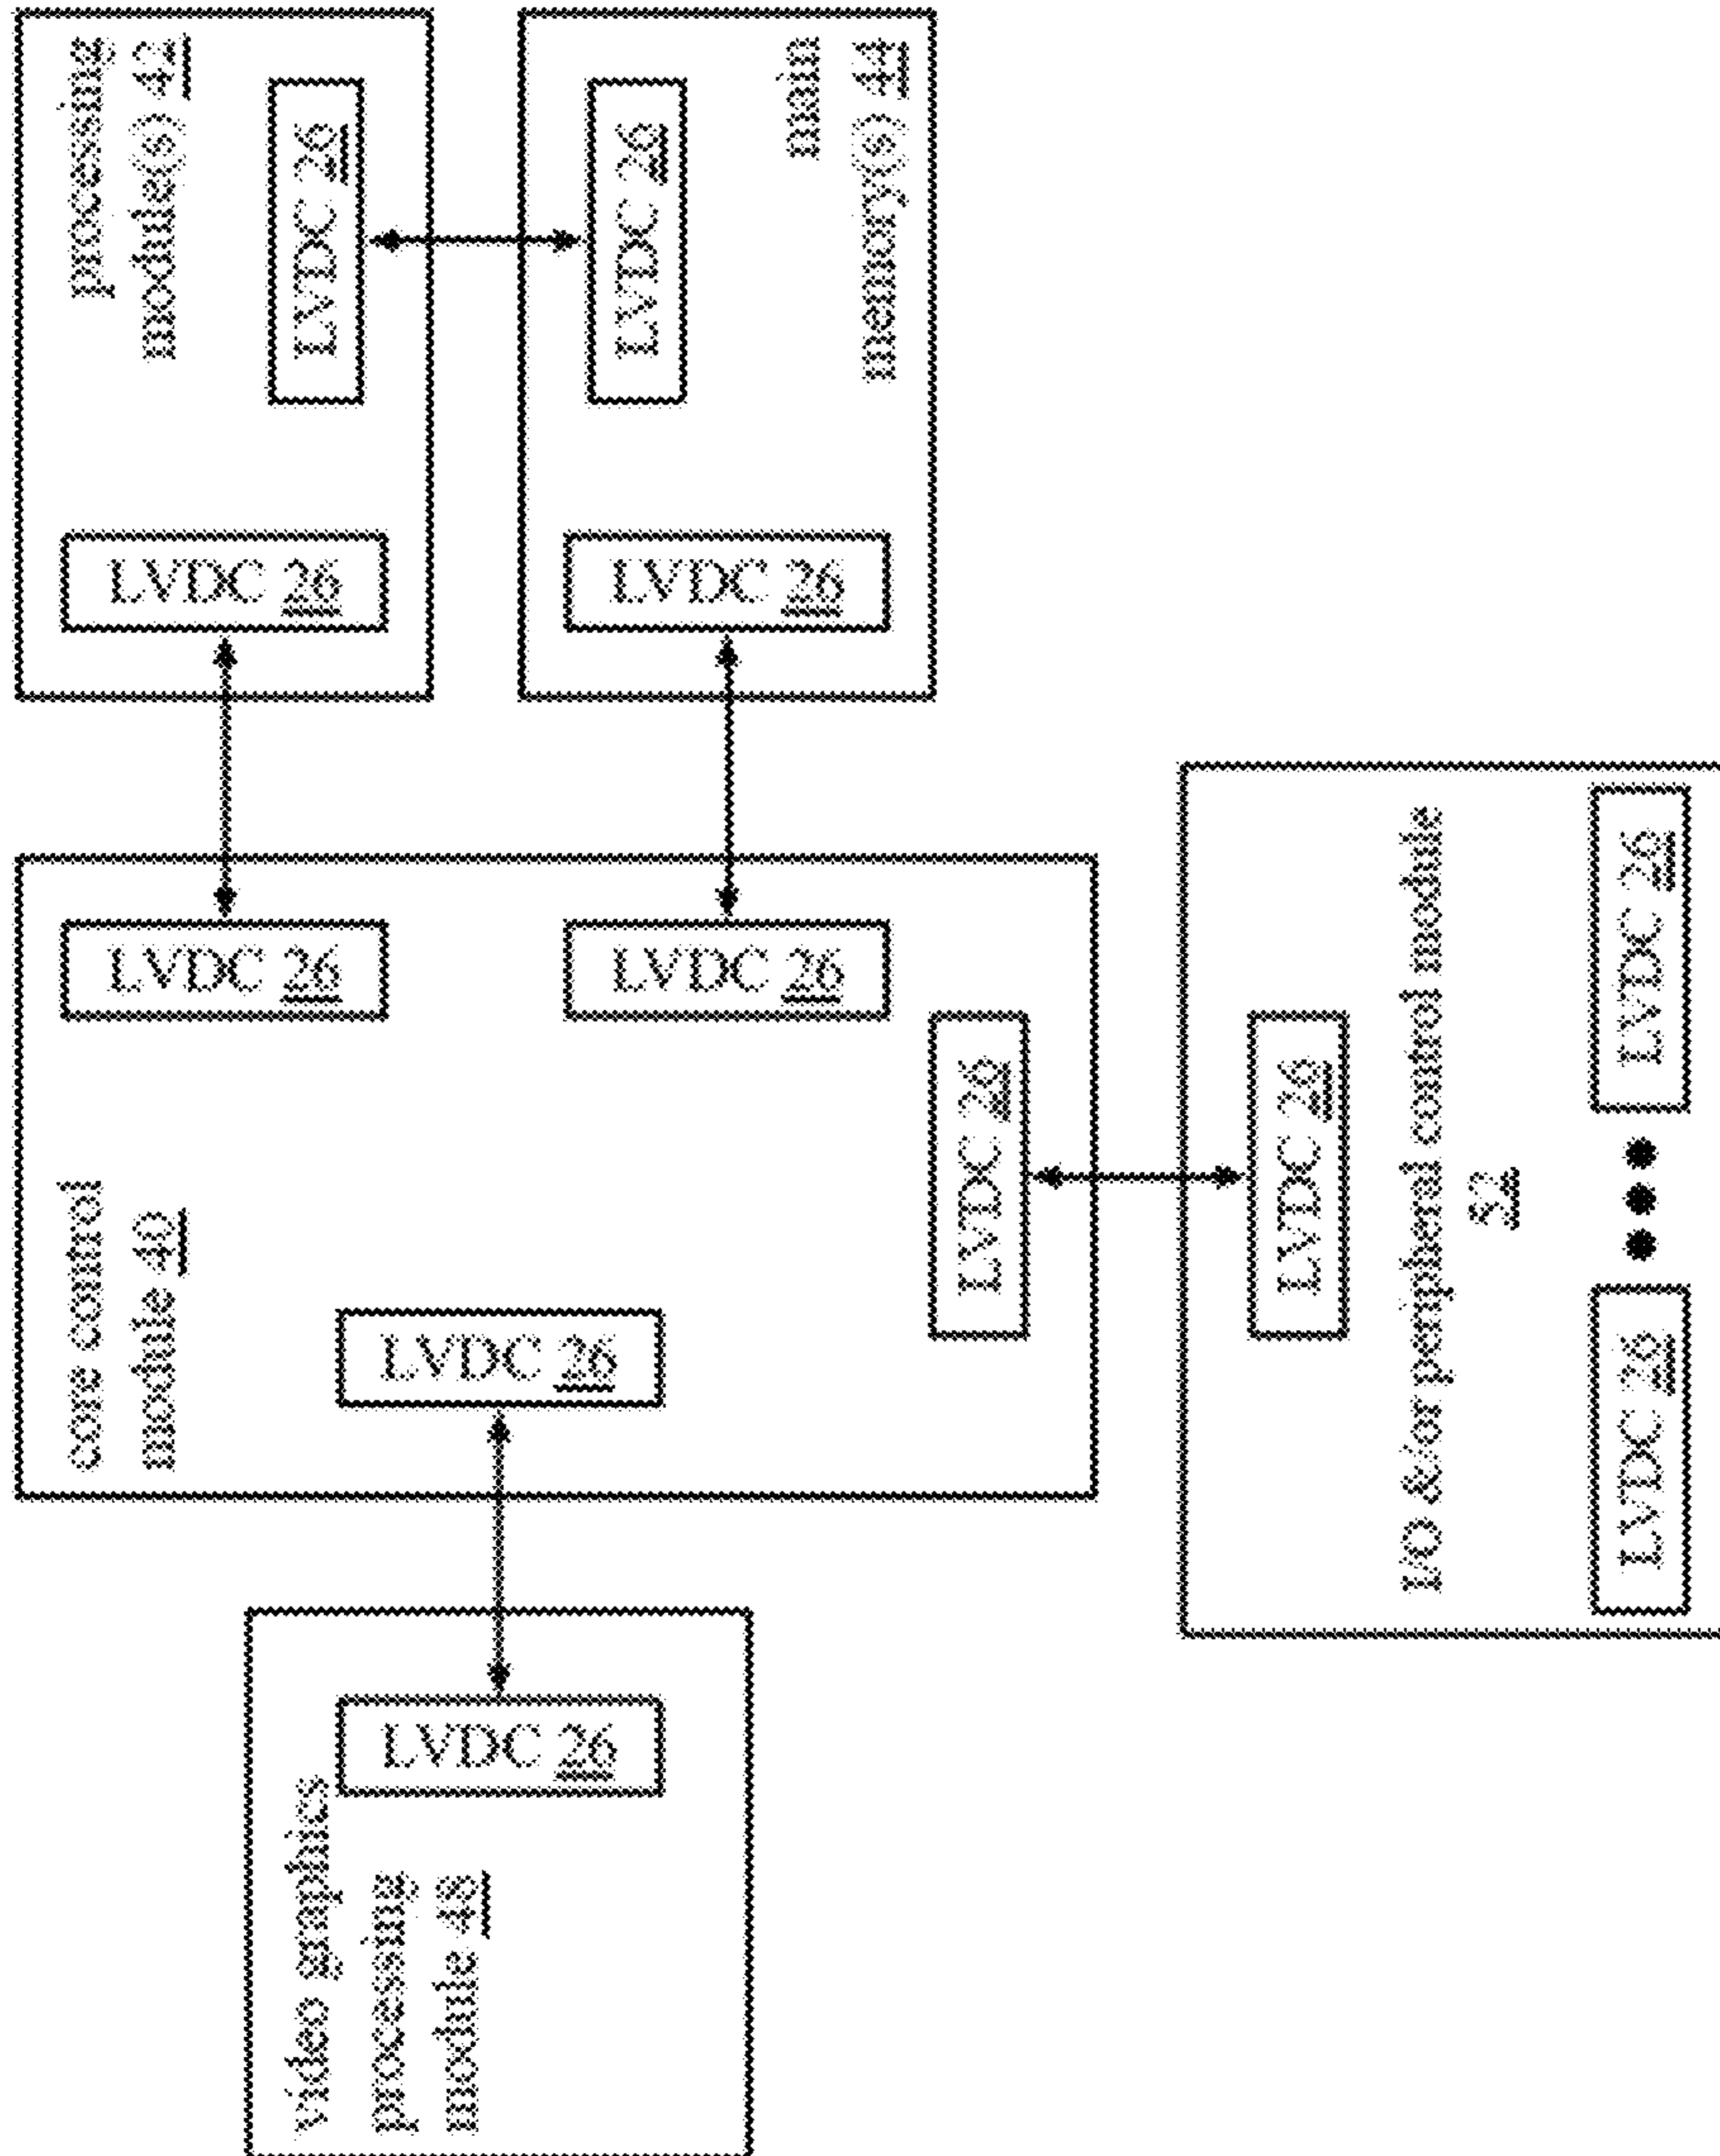 processing
module(s) 42
LVDC 26
LVDC 26
LVDC 26
main
memory(s) 44
LVDC 26
core control
module 40
LVDC 26
LVDC 26
LVDC 26
LVDC 26
video graphics
processing
module 48
LVDC 26
LVDC 26
I/O &/or peripheral control module
52
LVDC 26
LVDC 26